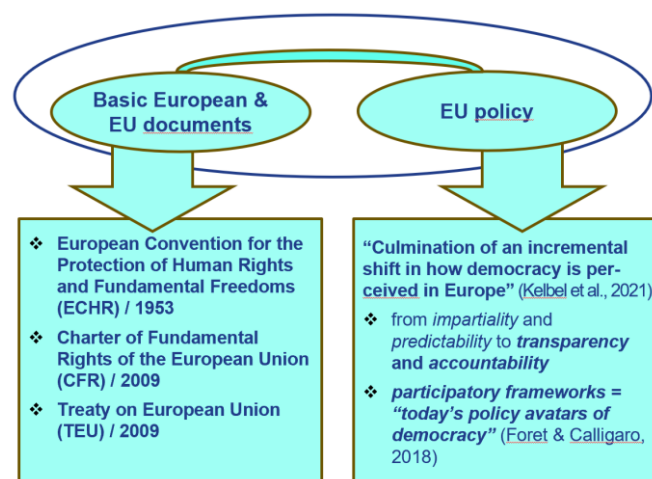 Basic European &
EU documents
EU policy
❖ European Convention for the
Protection of Human Rights
and Fundamental Freedoms
(ECHR) / 1953
❖ Charter of Fundamental
Rights of the European Union
(CFR) / 2009
❖ Treaty on European Union
(TEU) / 2009
“Culmination of an incremental
shift in how democracy is per-
ceived in Europe” (Kelbel et al., 2021)
❖ from impartiality and
predictability to transparency
and accountability
❖ participatory frameworks =
“today’s policy avatars of
democracy” (Foret & Calligaro,
2018)